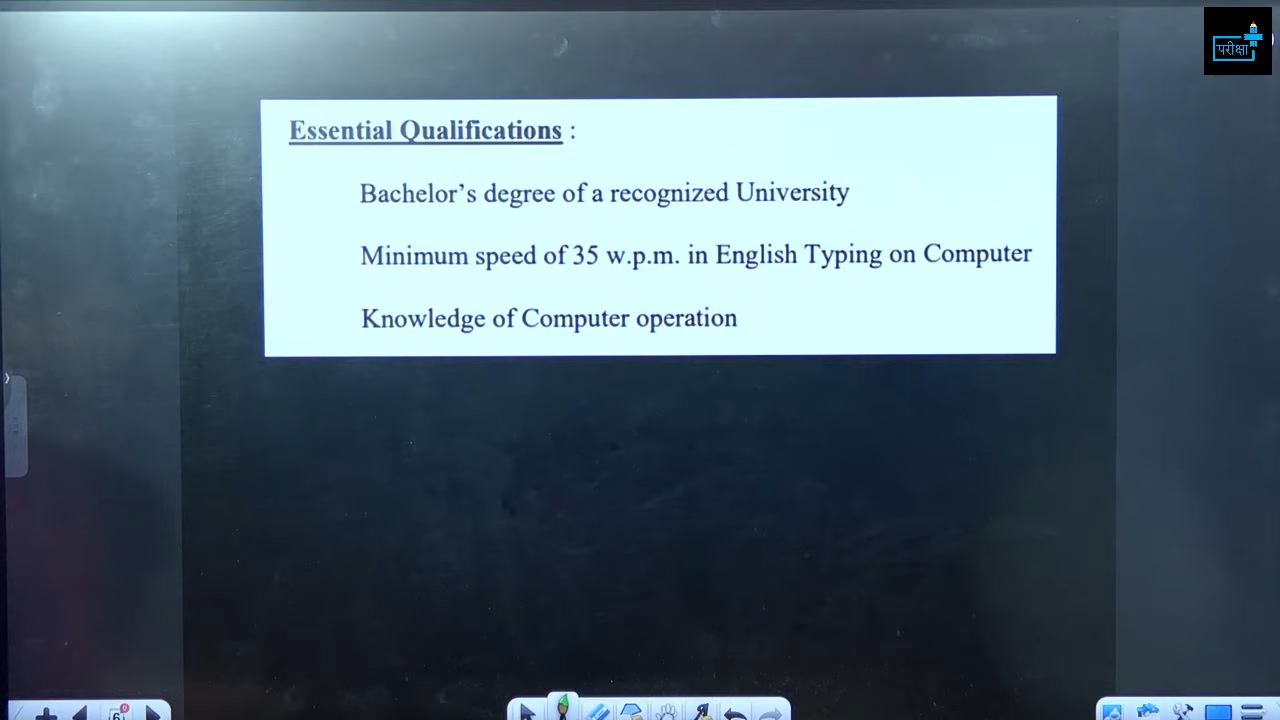 परीक्षा
Essential Qualifications :
Bachelor's degree of a recognized University
Minimum speed of 35 w.p.m. in English Typing on Computer
Knowledge of Computer operation